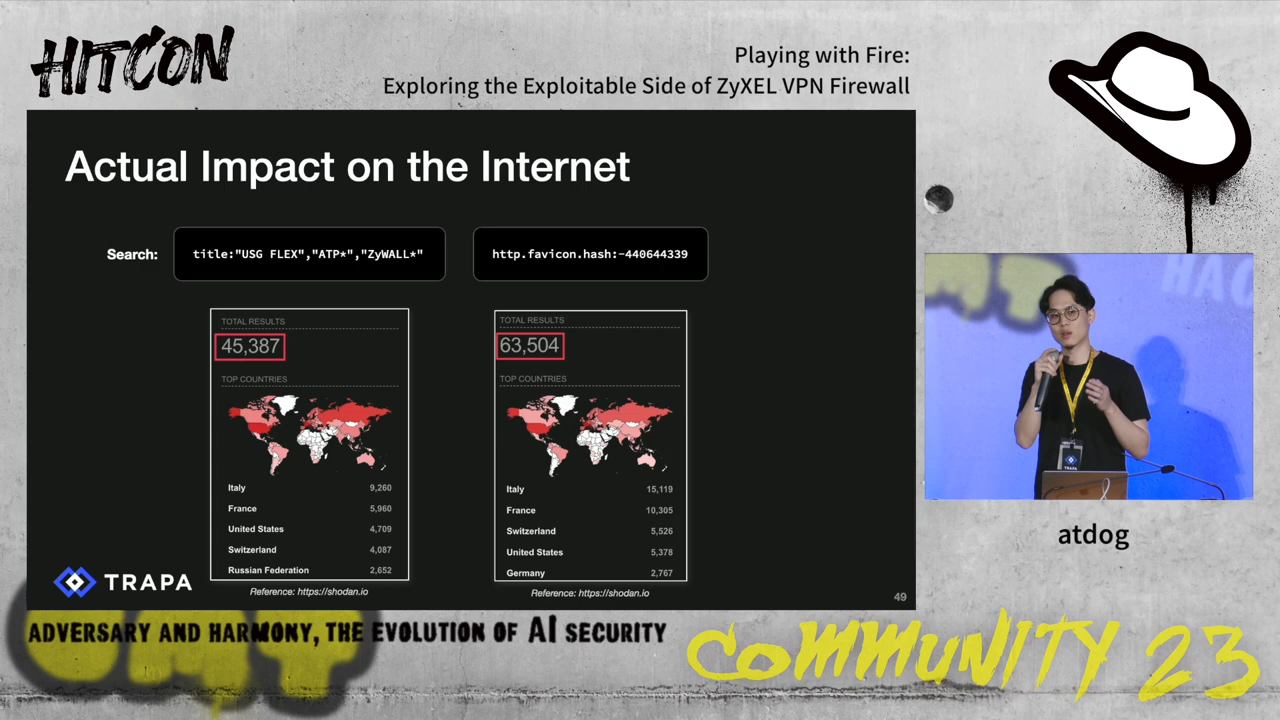 HITCON
Playing with Fire:
Exploring the Exploitable Side of ZyXEL VPN Firewall
Actual Impact on the Internet
Search:
title:"USG FLEX","ATP*","ZyWALL*"
http.favicon.hash:-440644339
TOTAL RESULTS
45,387
TOP COUNTRIES
Italy 9,260
France 5,960
United States 4,709
Switzerland 4,087
Russian Federation 2,652
Reference: https://shodan.io
TOTAL RESULTS
63,504
TOP COUNTRIES
Italy 15,119
France 10,305
Switzerland 5,526
United States 5,378
Germany 2,767
Reference: https://shodan.io
TRAPA
49
HAC
TRAPA
atdog
ADVERSARY AND HARMONY, THE EVOLUTION OF AI SECURITY
COMMUNITY 23